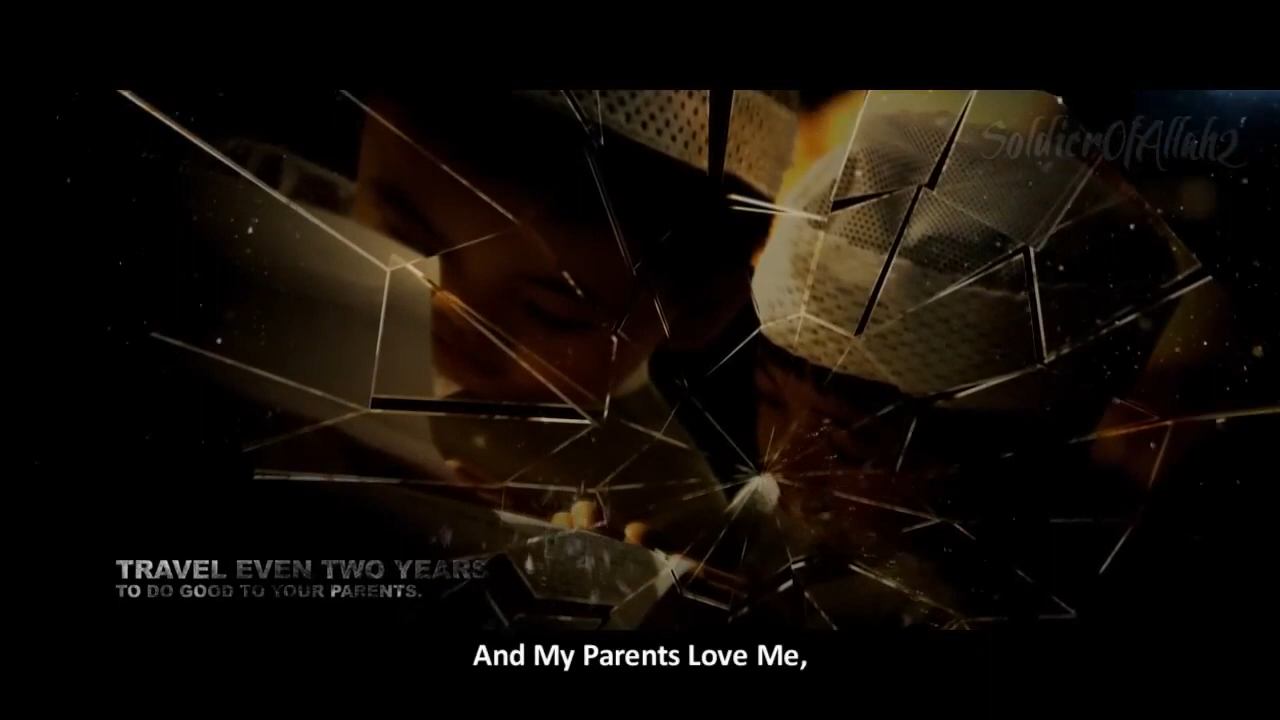 SoldierOfAllah2
TRAVEL EVEN TWO YEARS
TO DO GOOD TO YOUR PARENTS.
And My Parents Love Me,